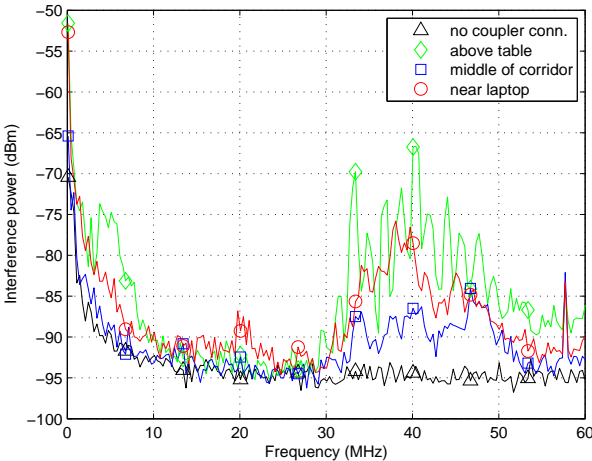 −50
−55
−60
−65
−70
−75
−80
−85
−90
−95
−100
Interference power (dBm)
no coupler conn.
above table
middle of corridor
near laptop
0 10 20 30 40 50 60
Frequency (MHz)